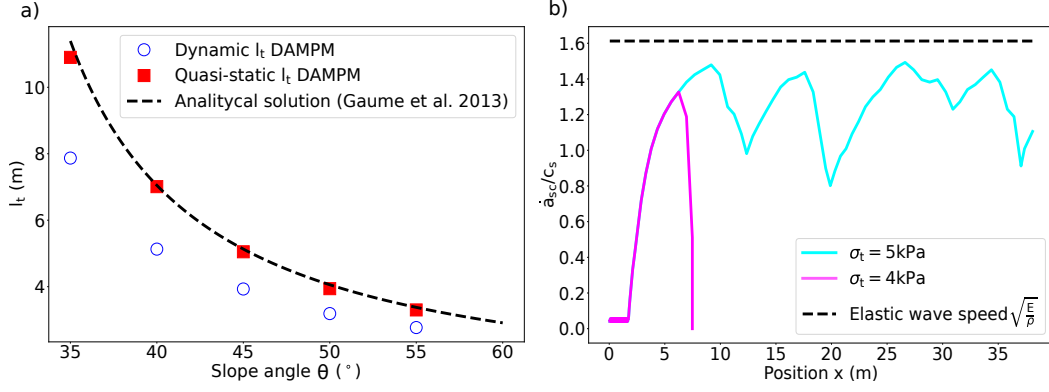 a)
10
8
6
4
35
40
45
50
55
60
l_t (m)
Slope angle θ (°)
Dynamic l_t DAMPM
Quasi-static l_t DAMPM
Analitycal solution (Gaume et al. 2013)
b)
1.6
1.4
1.2
1.0
0.8
0.6
0.4
0.2
0.0
0
5
10
15
20
25
30
35
ȧ_sc/c_s
Position x (m)
σ_t = 5kPa
σ_t = 4kPa
Elastic wave speed √(E/ρ)